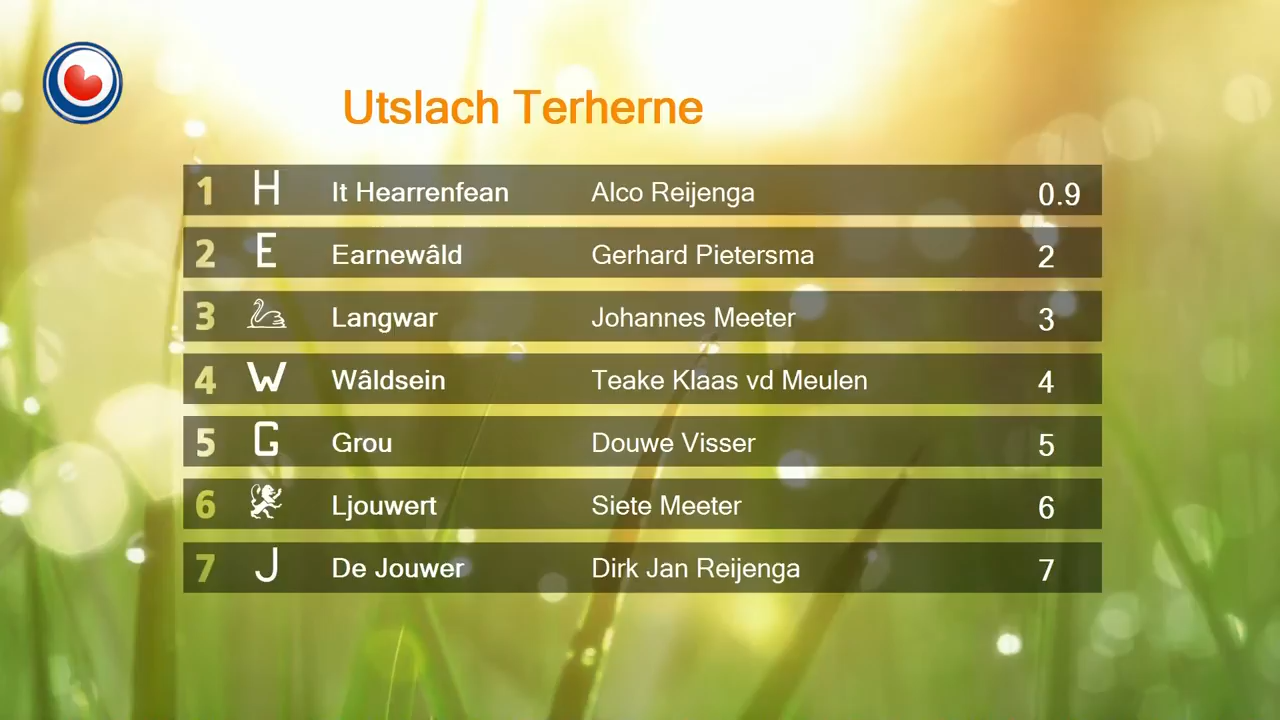 Utslach Terherne
1 H It Hearrenfean Alco Reijenga 0.9
2 E Earnewâld Gerhard Pietersma 2
3 Langwar Johannes Meeter 3
4 W Wâldsein Teake Klaas vd Meulen 4
5 G Grou Douwe Visser 5
6 Ljouwert Siete Meeter 6
7 J De Jouwer Dirk Jan Reijenga 7